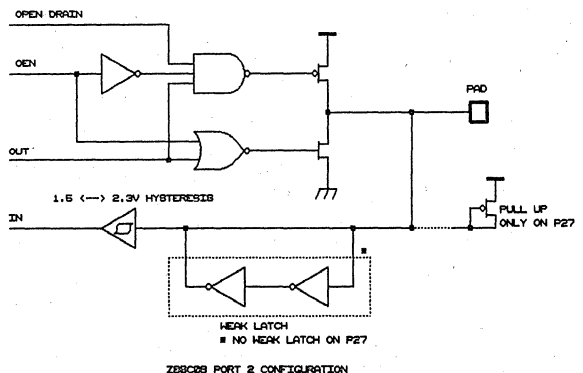 OPEN DRAIN
OEN
PAD
OUT
1.5 <--> 2.3V HYSTERESIS
IN
PULL UP
ONLY ON P27
*
WEAK LATCH
* NO WEAK LATCH ON P27
Z08C08 PORT 2 CONFIGURATION